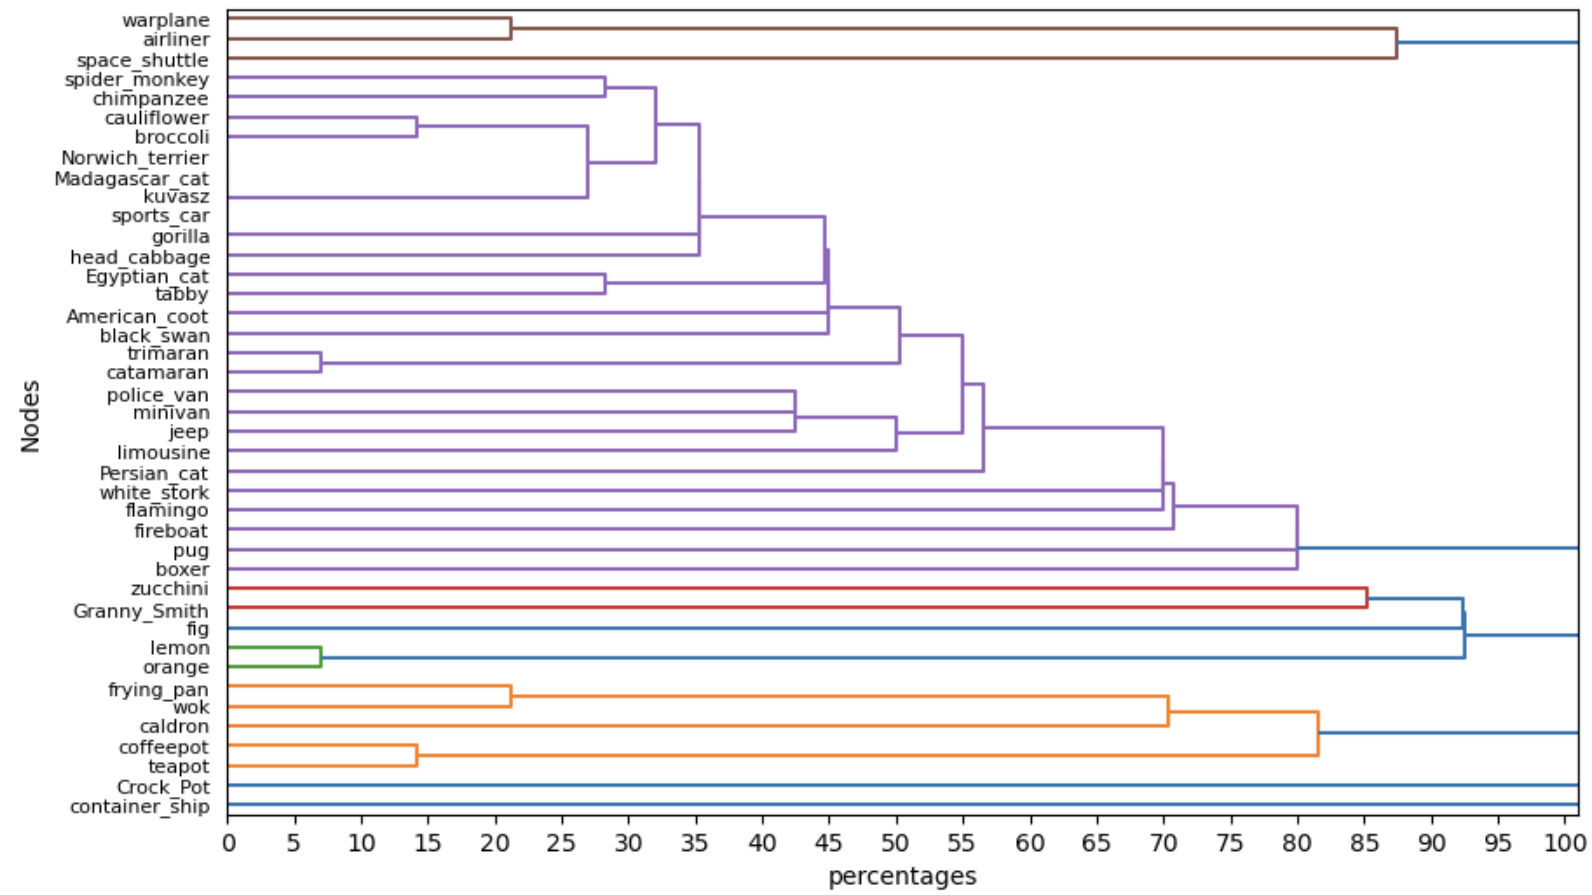 warplane
airliner
space_shuttle
spider_monkey
chimpanzee
cauliflower
broccoli
Norwich_terrier
Madagascar_cat
kuvasz
sports_car
gorilla
head_cabbage
Egyptian_cat
tabby
American_coot
black_swan
trimaran
catamaran
police_van
minivan
jeep
limousine
Persian_cat
white_stork
flamingo
fireboat
pug
boxer
zucchini
Granny_Smith
fig
lemon
orange
frying_pan
wok
caldron
coffeepot
teapot
Crock_Pot
container_ship
Nodes
0 5 10 15 20 25 30 35 40 45 50 55 60 65 70 75 80 85 90 95 100
percentages